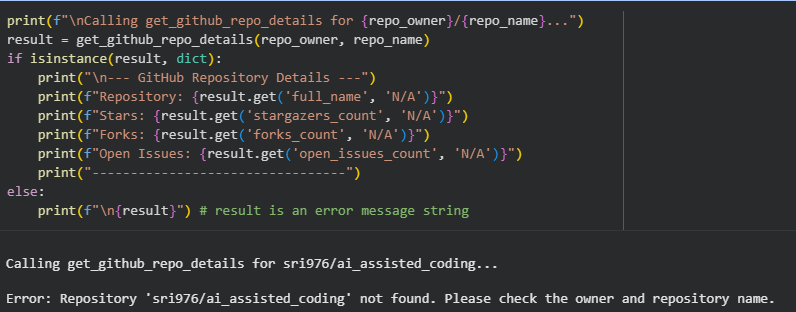 print(f"\nCalling get_github_repo_details for {repo_owner}/{repo_name}...")
result = get_github_repo_details(repo_owner, repo_name)
if isinstance(result, dict):
    print("\n--- GitHub Repository Details ---")
    print(f"Repository: {result.get('full_name', 'N/A')}")
    print(f"Stars: {result.get('stargazers_count', 'N/A')}")
    print(f"Forks: {result.get('forks_count', 'N/A')}")
    print(f"Open Issues: {result.get('open_issues_count', 'N/A')}")
    print("---------------------------------")
else:
    print(f"\n{result}") # result is an error message string
Calling get_github_repo_details for sri976/ai_assisted_coding...
Error: Repository 'sri976/ai_assisted_coding' not found. Please check the owner and repository name.